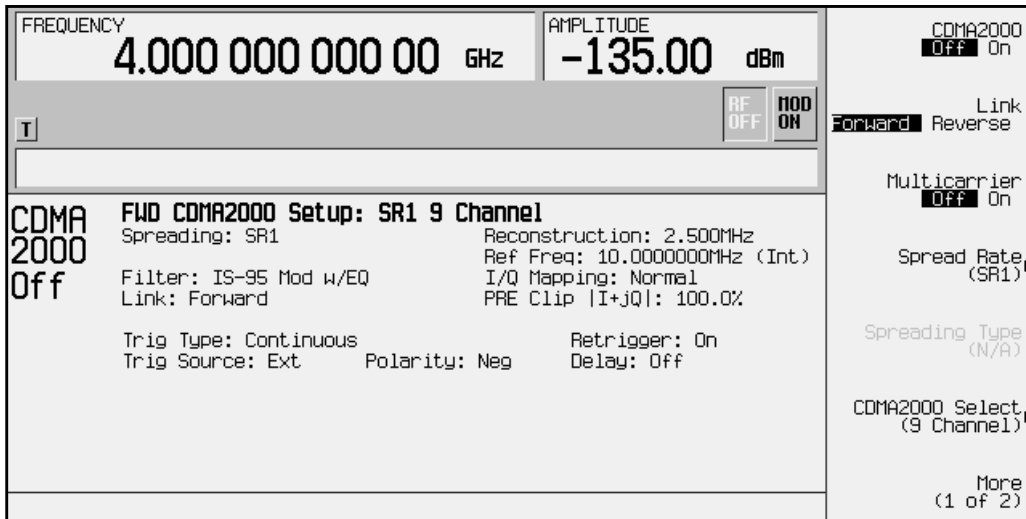 FREQUENCY
4.000 000 000 00 GHz
AMPLITUDE
-135.00 dBm
RF OFF
MOD ON
T
CDMA 2000 Off
FWD CDMA2000 Setup: SR1 9 Channel
Spreading: SR1
Reconstruction: 2.500MHz
Ref Freq: 10.0000000MHz (Int)
Filter: IS-95 Mod w/EQ
I/Q Mapping: Normal
Link: Forward
PRE Clip |I+jQ|: 100.0%
Trig Type: Continuous
Retrigger: On
Trig Source: Ext
Polarity: Neg
Delay: Off
CDMA2000
Off On
Link
Forward Reverse
Multicarrier
Off On
Spread Rate
(SR1)
Spreading Type
(N/A)
CDMA2000 Select
(9 Channel)
More
(1 of 2)